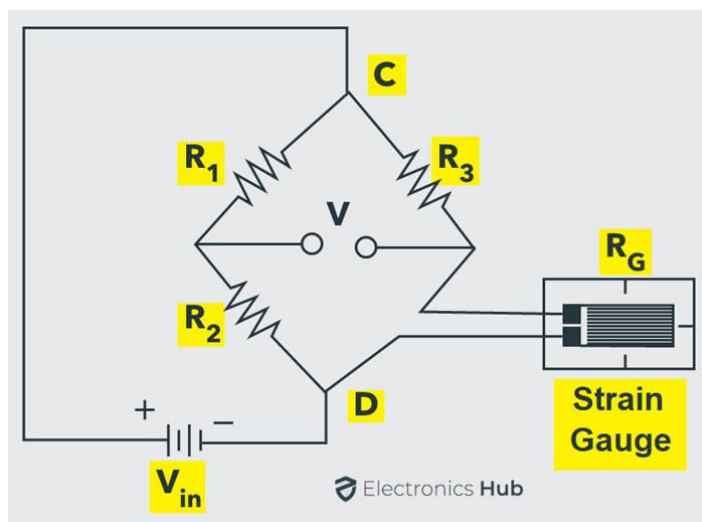 C
R1
R3
V
RG
R2
Strain
Gauge
D
+
−
Vin
Electronics Hub